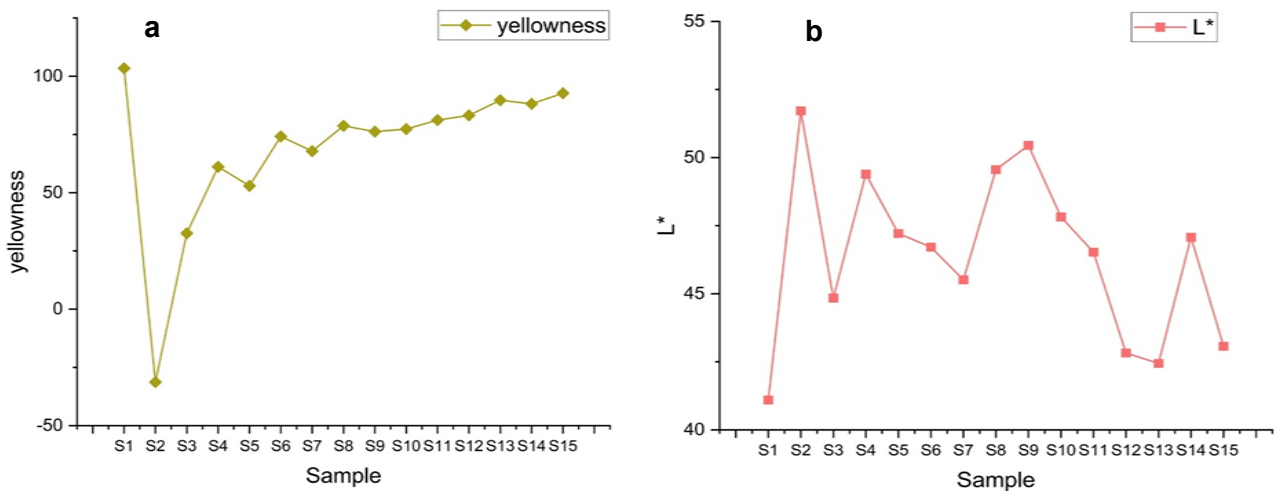 a
yellowness
100
50
0
-50
yellowness
S1 S2 S3 S4 S5 S6 S7 S8 S9 S10 S11 S12 S13 S14 S15
Sample
b
L*
55
50
45
40
L*
S1 S2 S3 S4 S5 S6 S7 S8 S9 S10 S11 S12 S13 S14 S15
Sample